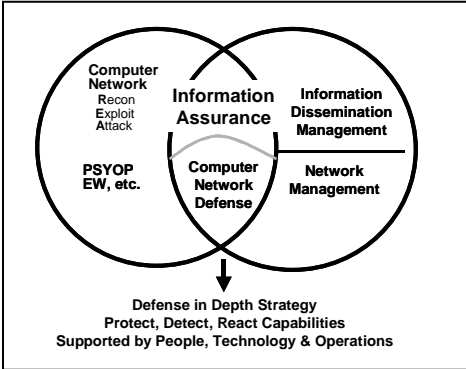 Computer
Network
Recon
Exploit
Attack
PSYOP
EW, etc.
Information
Assurance
Computer
Network
Defense
Information
Dissemination
Management
Network
Management
Defense in Depth Strategy
Protect, Detect, React Capabilities
Supported by People, Technology & Operations